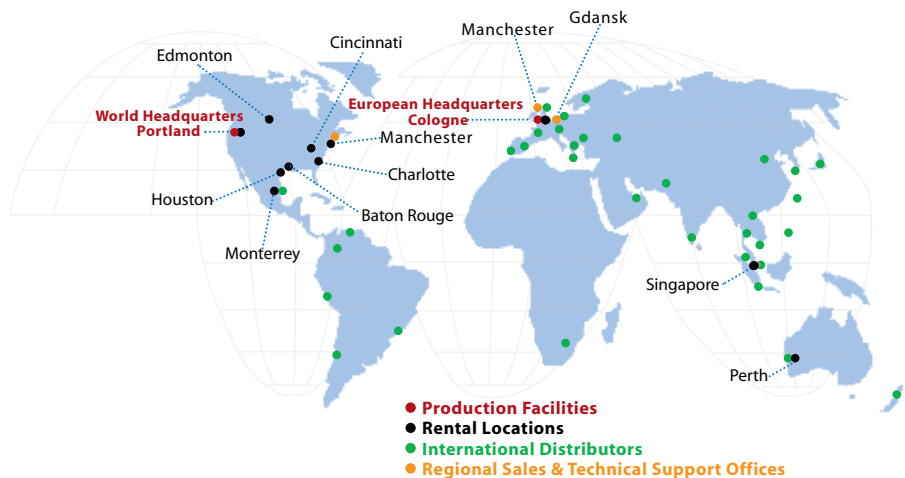 Gdansk
Manchester
Cincinnati
Edmonton
European Headquarters
Cologne
World Headquarters
Portland
Manchester
Charlotte
Houston
Baton Rouge
Monterrey
Singapore
Perth
Production Facilities
Rental Locations
International Distributors
Regional Sales & Technical Support Offices